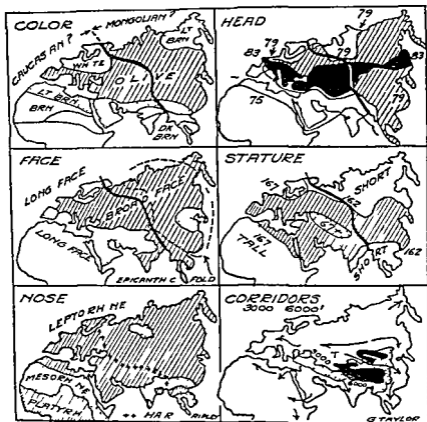 COLOR
CAUCASIAN? ← → MONGOLIAN?
LT
BRN
WHITE
OLIVE
LT BRN
BRN
DK
BRN
HEAD
79
79
79
83
83
75
79
FACE
LONG FACE
BROAD FACE
LONG FACE
EPICANTHIC FOLD
STATURE
167
SHORT
162
167
TALL
SHORT
162
NOSE
LEPTORHINE
MESORHINE
PLATYRH
HAIR
CORRIDORS
3000 6000'
3000
T
6000
G TAYLOR